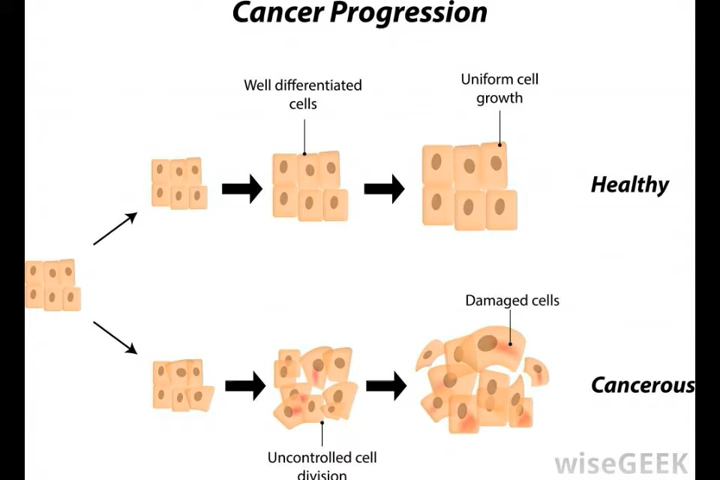 Cancer Progression
Well differentiated
cells
Uniform cell
growth
Healthy
Damaged cells
Cancerous
Uncontrolled cell
division
wiseGEEK